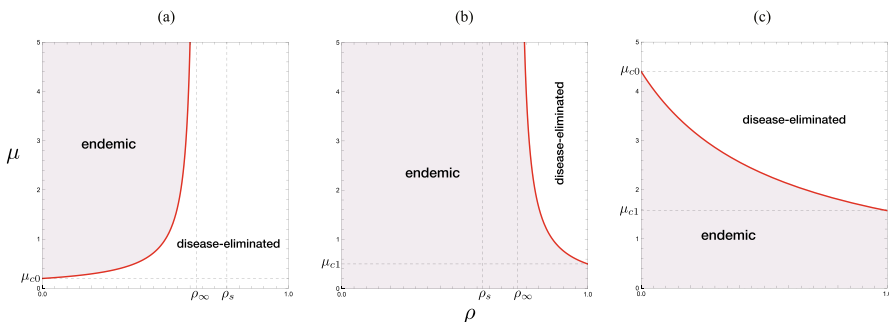 (a)
(b)
(c)
5
4
3
2
1
0
μ
μc0
endemic
disease-eliminated
0.0
ρ∞
ρs
1.0
5
4
3
2
1
0
μc1
endemic
disease-eliminated
0.0
ρs
ρ∞
1.0
ρ
5
μc0
4
3
2
μc1
1
0
disease-eliminated
endemic
0.0
1.0